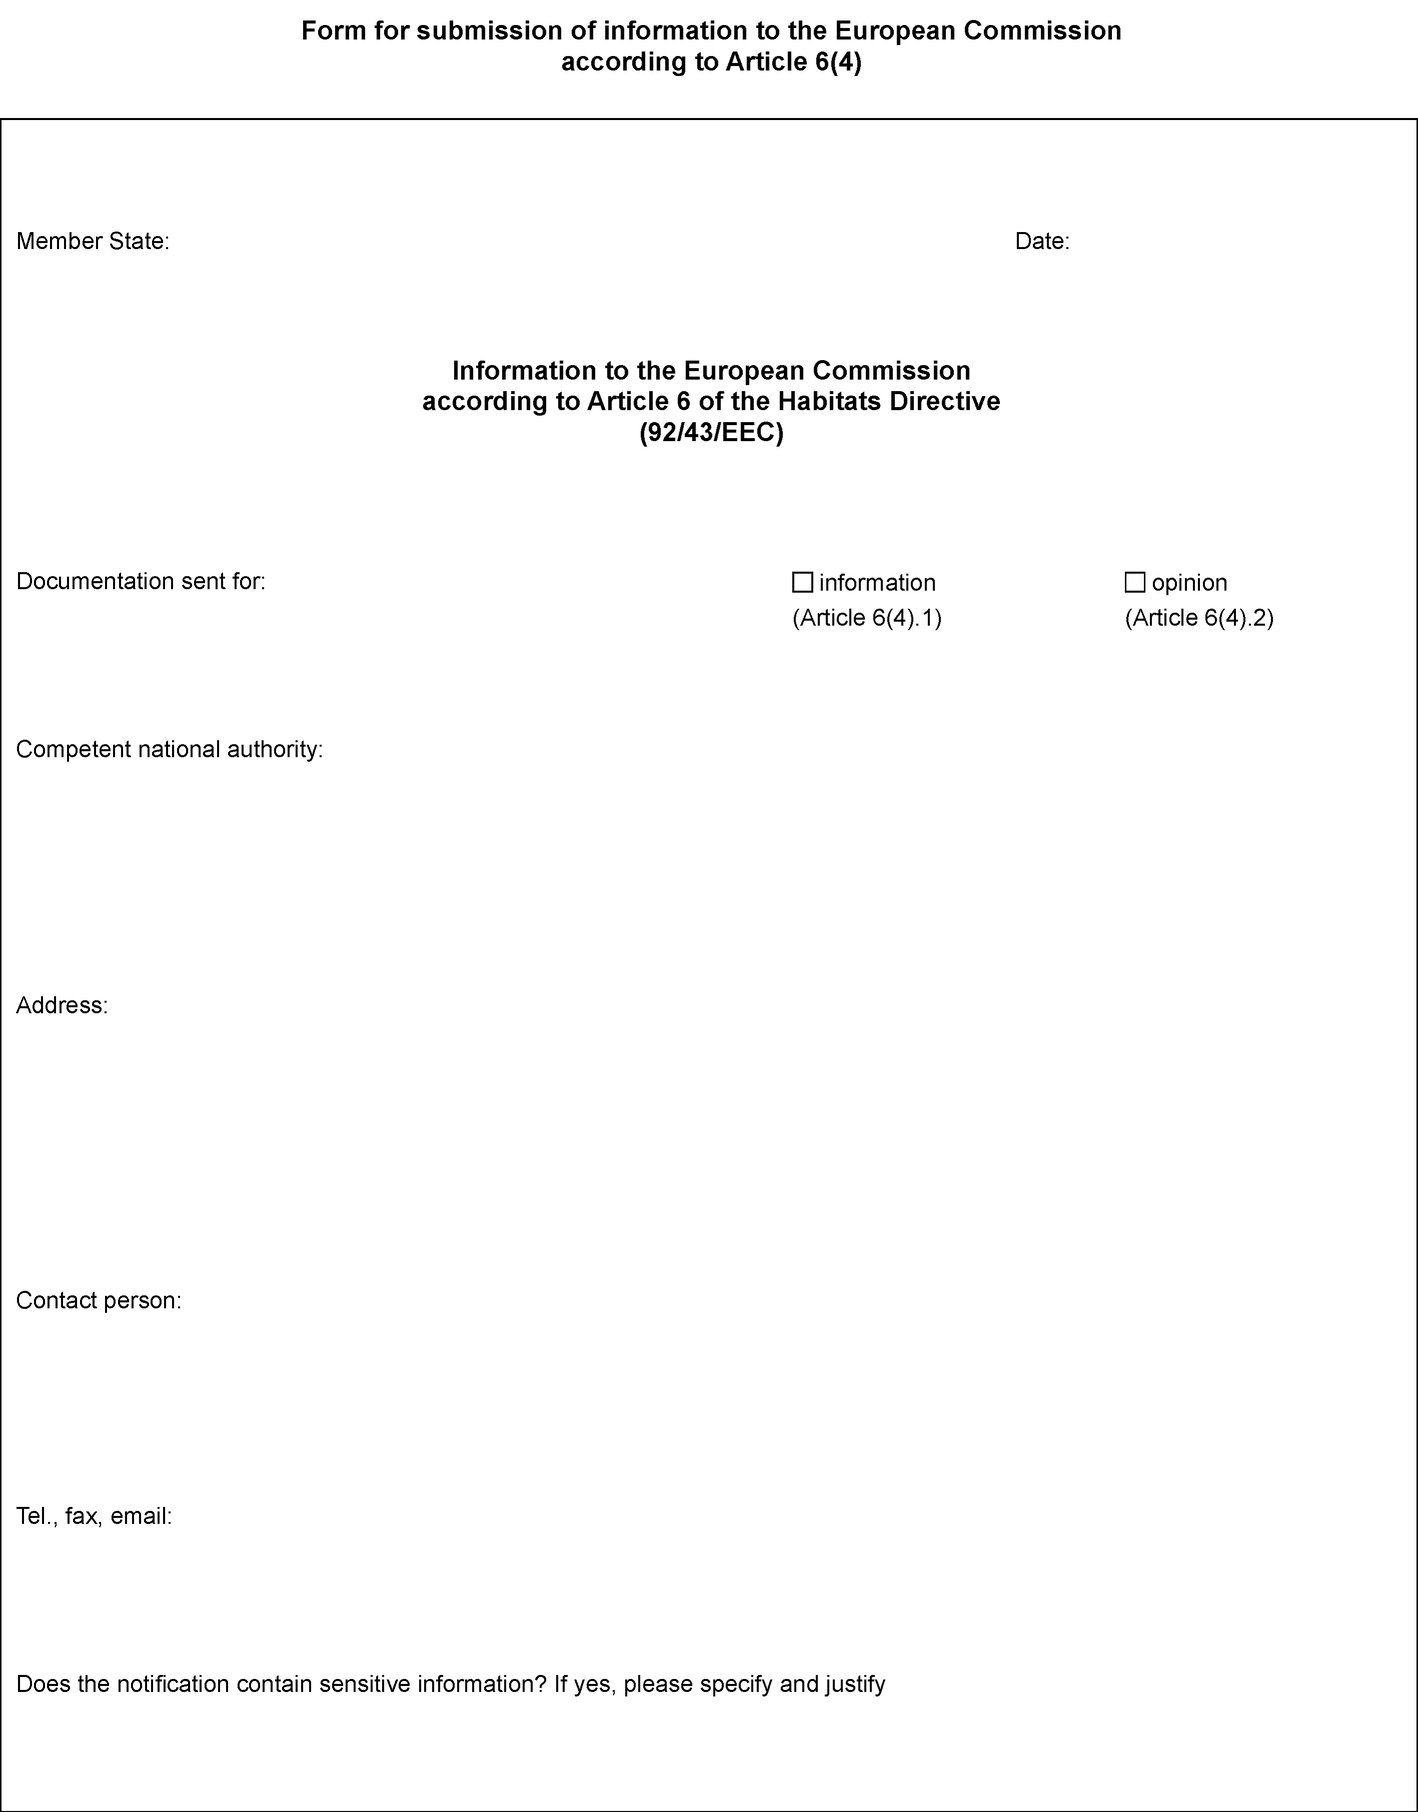 Form for submission of information to the European Commission
according to Article 6(4)
Member State: Date:
Information to the European Commission
according to Article 6 of the Habitats Directive
(92/43/EEC)
Documentation sent for: information opinion
(Article 6(4).1) (Article 6(4).2)
Competent national authority:
Address:
Contact person:
Tel., fax, email:
Does the notification contain sensitive information? If yes, please specify and justify